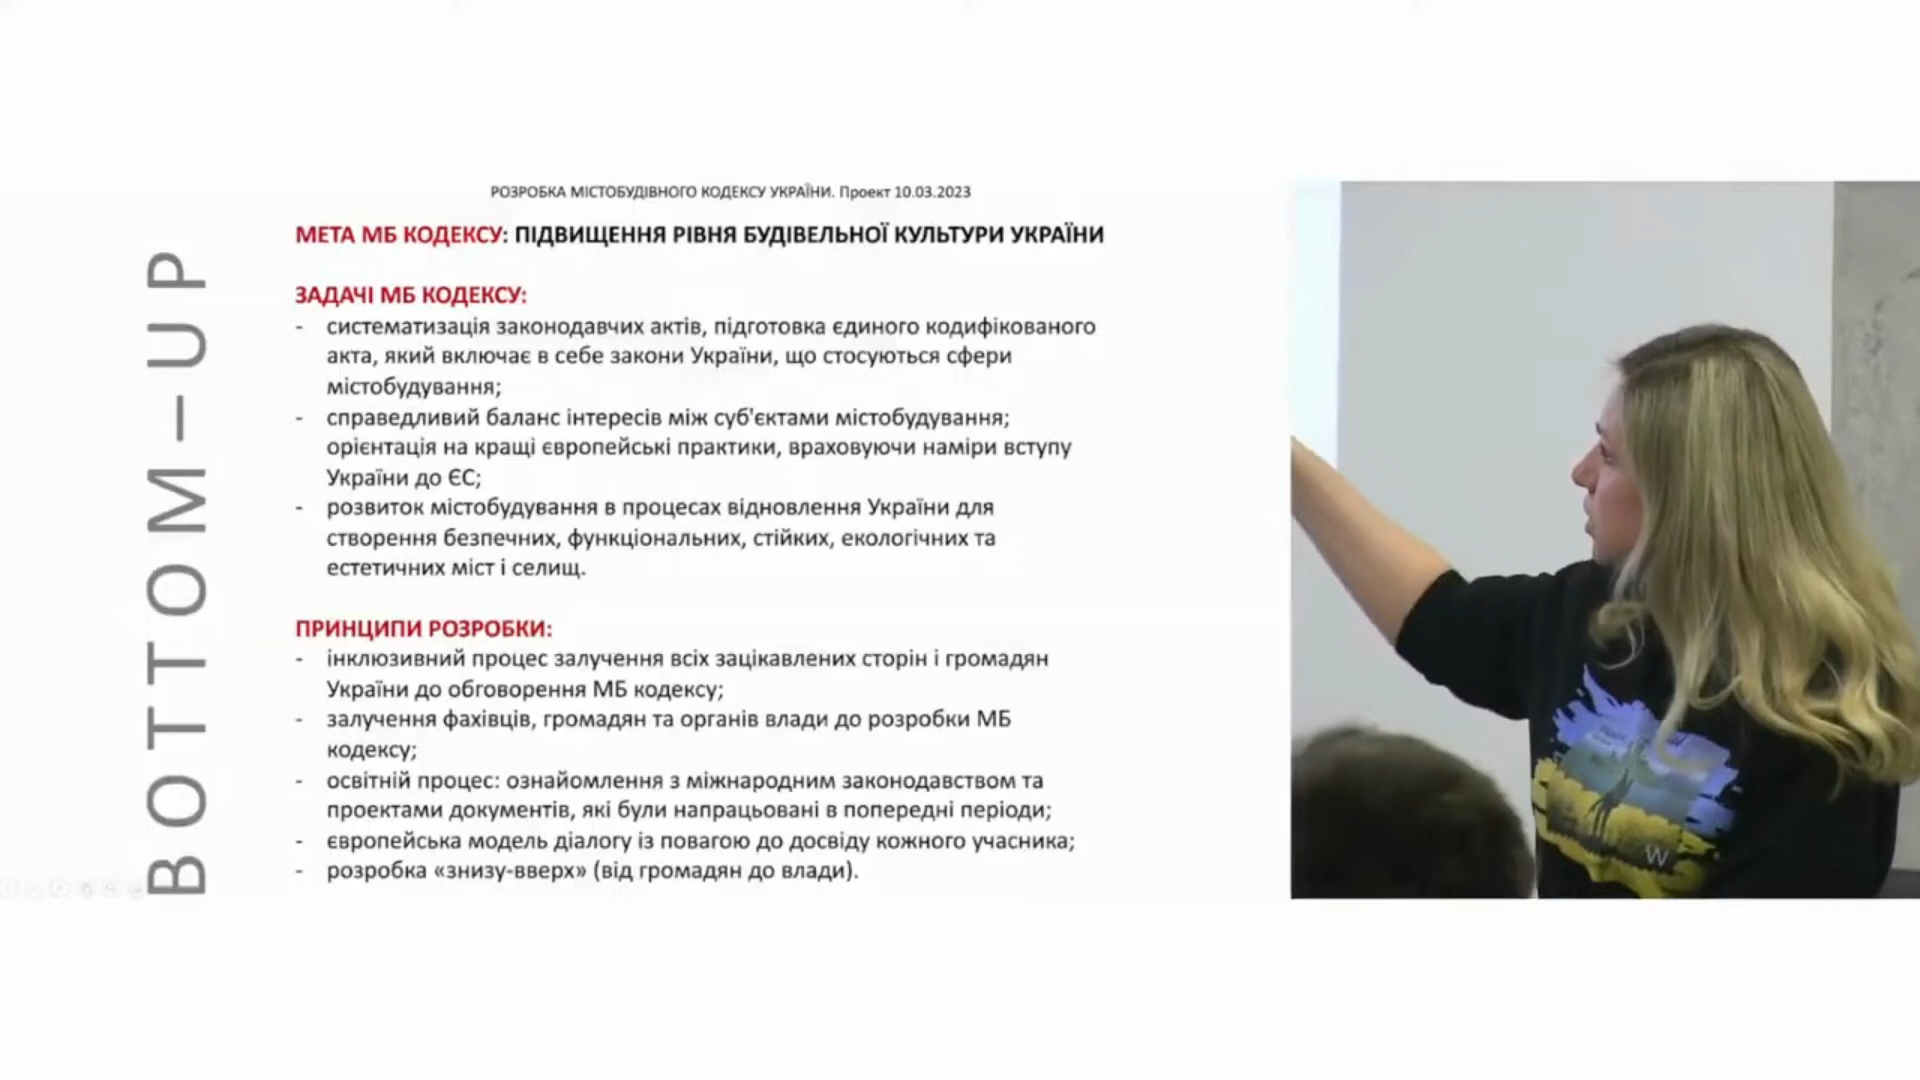 РОЗРОБКА МІСТОБУДІВНОГО КОДЕКСУ УКРАЇНИ. Проект 10.03.2023
МЕТА МБ КОДЕКСУ: ПІДВИЩЕННЯ РІВНЯ БУДІВЕЛЬНОЇ КУЛЬТУРИ УКРАЇНИ
ЗАДАЧІ МБ КОДЕКСУ:
- систематизація законодавчих актів, підготовка єдиного кодифікованого
акта, який включає в себе закони України, що стосуються сфери
містобудування;
- справедливий баланс інтересів між суб'єктами містобудування;
орієнтація на кращі європейські практики, враховуючи наміри вступу
України до ЄС;
- розвиток містобудування в процесах відновлення України для
створення безпечних, функціональних, стійких, екологічних та
естетичних міст і селищ.
ПРИНЦИПИ РОЗРОБКИ:
- інклюзивний процес залучення всіх зацікавлених сторін і громадян
України до обговорення МБ кодексу;
- залучення фахівців, громадян та органів влади до розробки МБ
кодексу;
- освітній процес: ознайомлення з міжнародним законодавством та
проектами документів, які були напрацьовані в попередні періоди;
- європейська модель діалогу із повагою до досвіду кожного учасника;
- розробка «знизу-вверх» (від громадян до влади).
BOTTOM–UP
W